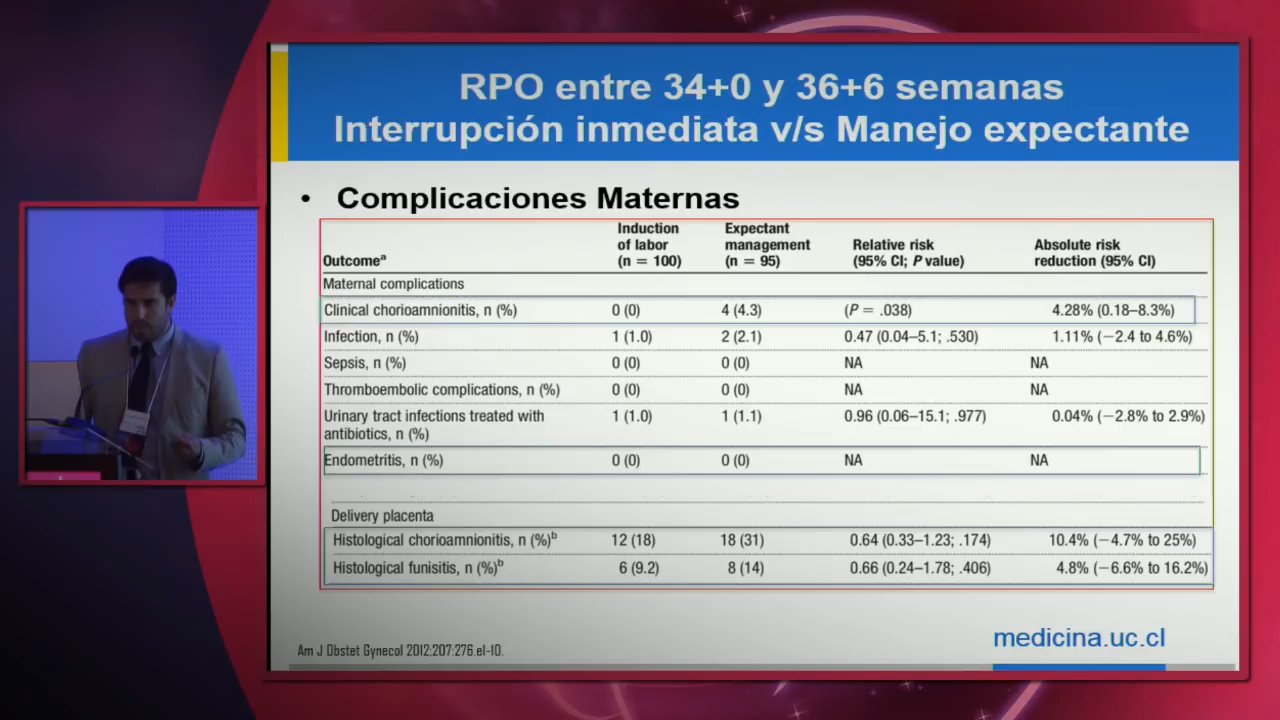 RPO entre 34+0 y 36+6 semanas
Interrupción inmediata v/s Manejo expectante
• Complicaciones Maternas
Outcomeᵃ Induction of labor (n = 100) Expectant management (n = 95) Relative risk (95% CI; P value) Absolute risk reduction (95% CI)
Maternal complications
Clinical chorioamnionitis, n (%) 0 (0) 4 (4.3) (P = .038) 4.28% (0.18–8.3%)
Infection, n (%) 1 (1.0) 2 (2.1) 0.47 (0.04–5.1; .530) 1.11% (−2.4 to 4.6%)
Sepsis, n (%) 0 (0) 0 (0) NA NA
Thromboembolic complications, n (%) 0 (0) 0 (0) NA NA
Urinary tract infections treated with antibiotics, n (%) 1 (1.0) 1 (1.1) 0.96 (0.06–15.1; .977) 0.04% (−2.8% to 2.9%)
Endometritis, n (%) 0 (0) 0 (0) NA NA
Delivery placenta
Histological chorioamnionitis, n (%)ᵇ 12 (18) 18 (31) 0.64 (0.33–1.23; .174) 10.4% (−4.7% to 25%)
Histological funisitis, n (%)ᵇ 6 (9.2) 8 (14) 0.66 (0.24–1.78; .406) 4.8% (−6.6% to 16.2%)
medicina.uc.cl
Am J Obstet Gynecol 2012;207:276.e1-10.